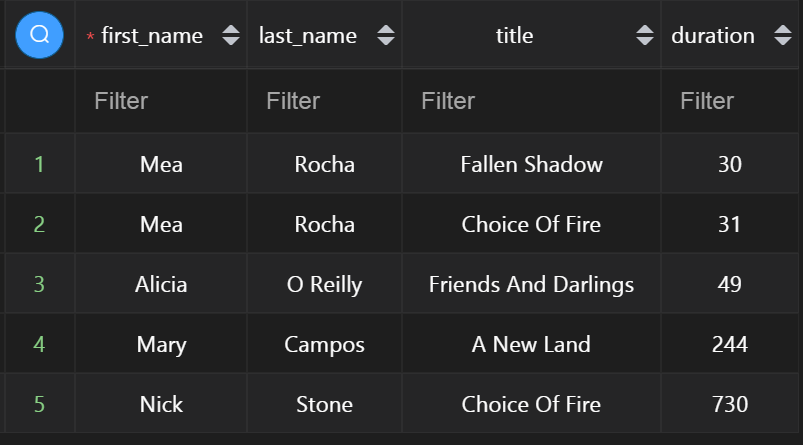 * first_name last_name title duration
Filter Filter Filter Filter
1 Mea Rocha Fallen Shadow 30
2 Mea Rocha Choice Of Fire 31
3 Alicia O Reilly Friends And Darlings 49
4 Mary Campos A New Land 244
5 Nick Stone Choice Of Fire 730